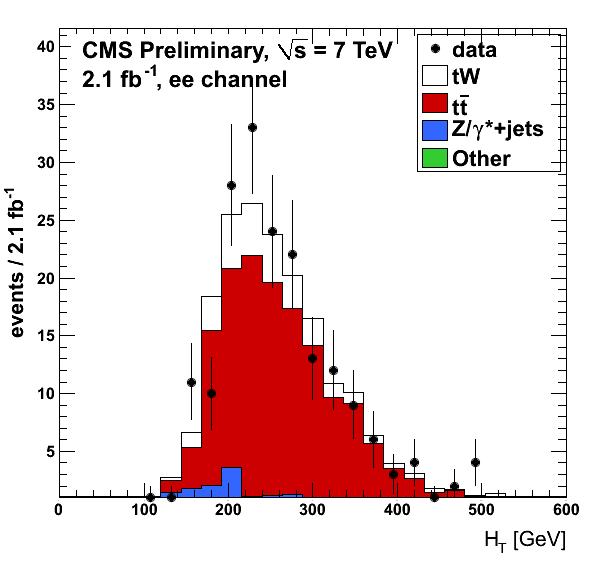 CMS Preliminary, √s = 7 TeV
2.1 fb⁻¹, ee channel
data
tW
tt̄
Z/γ*+jets
Other
events / 2.1 fb⁻¹
40
35
30
25
20
15
10
5
0 100 200 300 400 500 600
H_T [GeV]